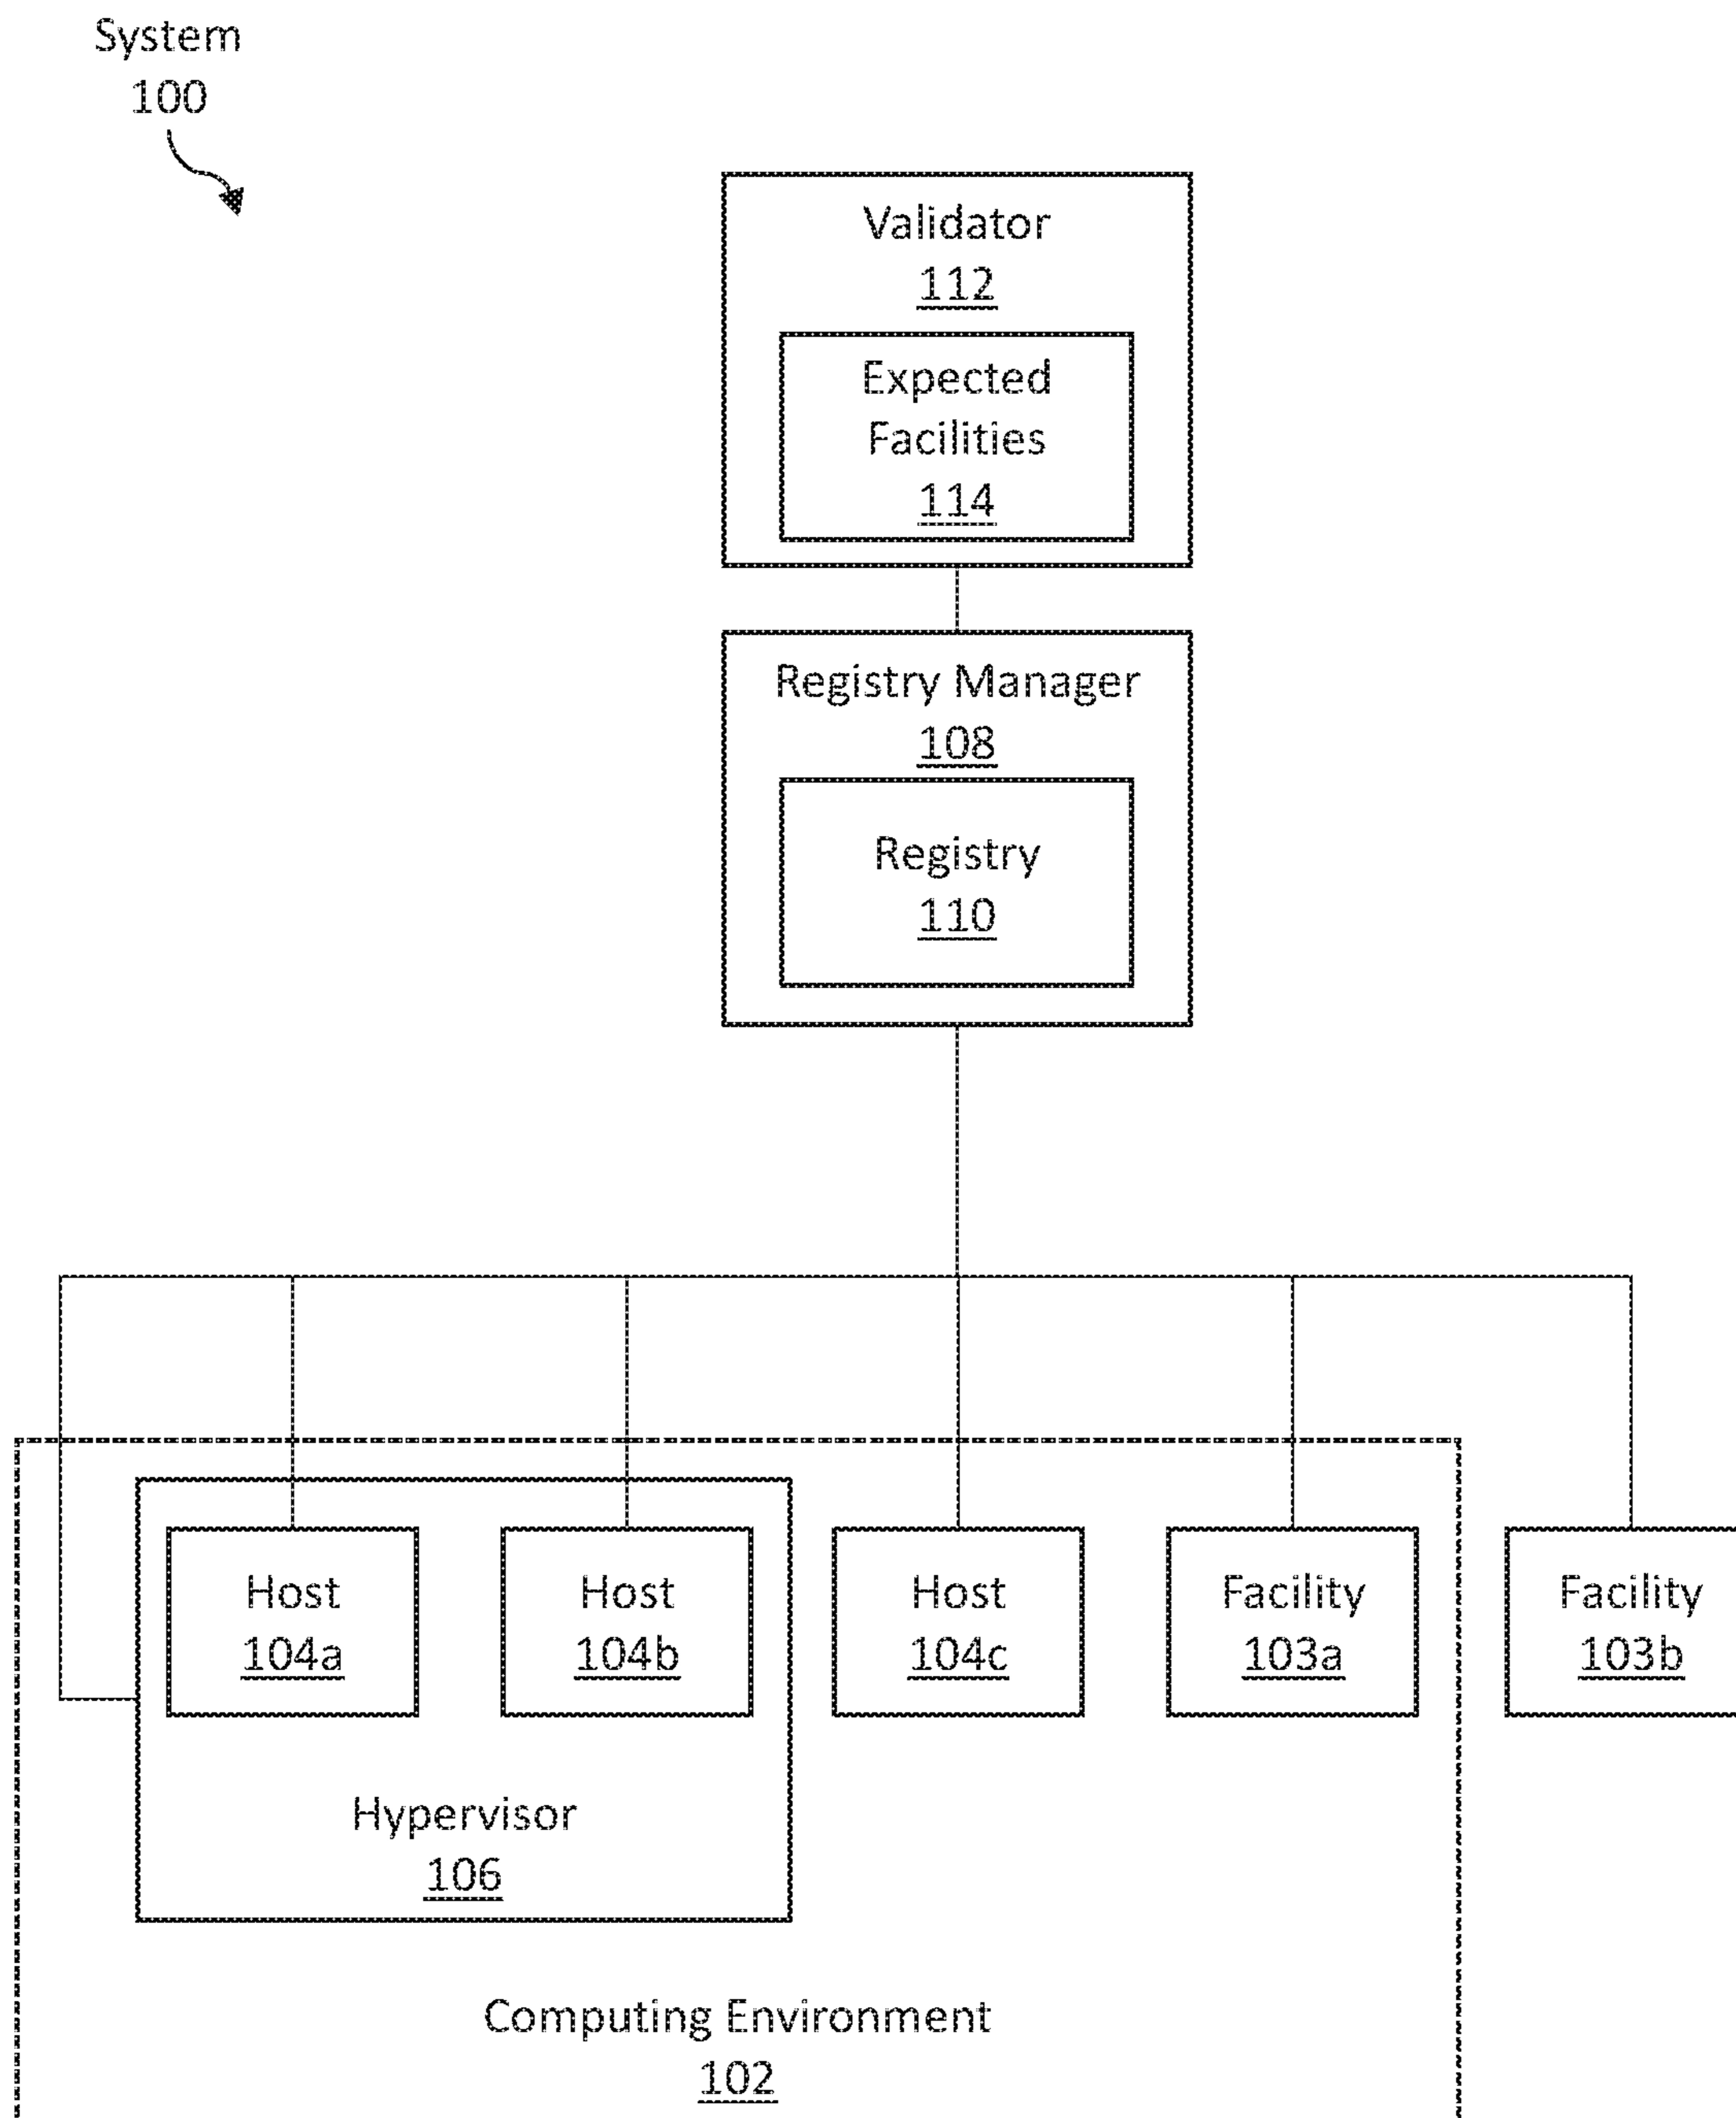 System
100
Validator
112
Expected
Facilities
114
Registry Manager
108
Registry
110
Host
104a
Host
104b
Host
104c
Facility
103a
Facility
103b
Hypervisor
106
Computing Environment
102